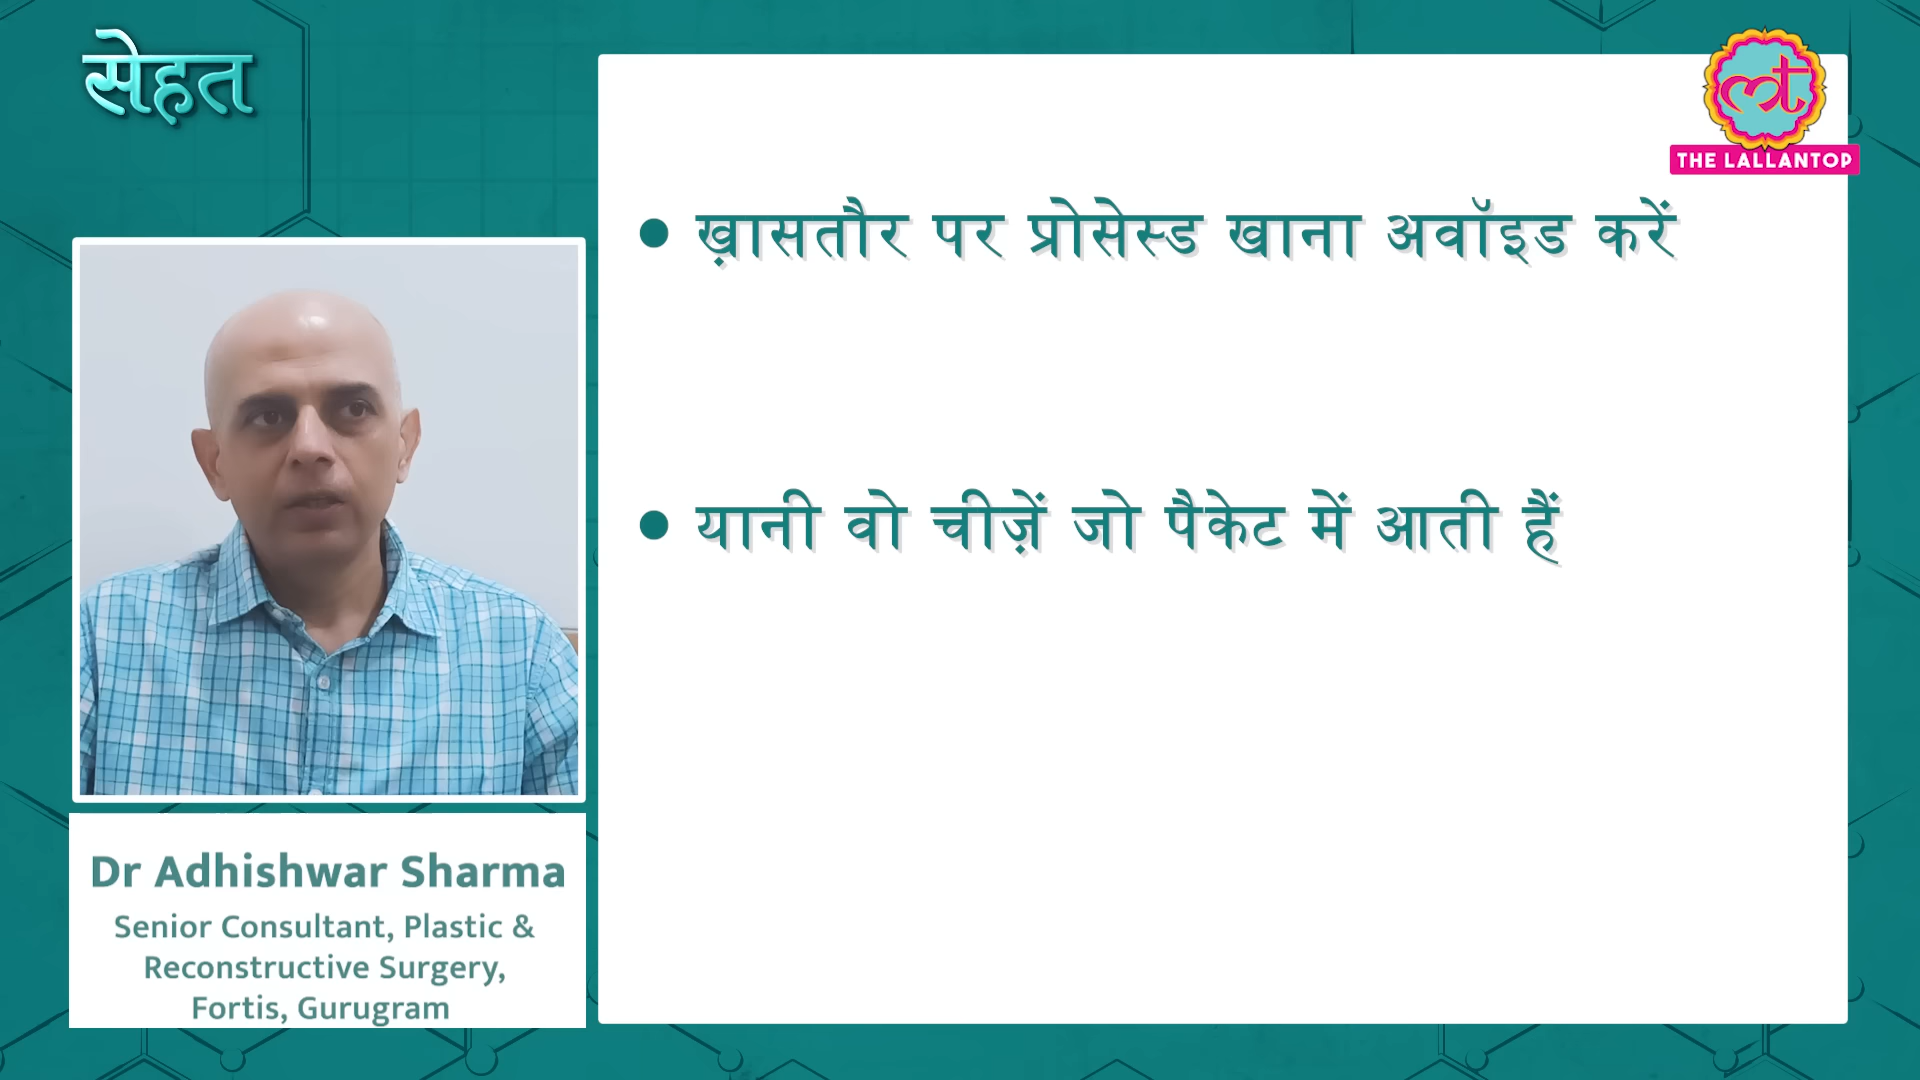 सेहत
THE LALLANTOP
• ख़ासतौर पर प्रोसेस्ड खाना अवॉइड करें
• यानी वो चीज़ें जो पैकेट में आती हैं
Dr Adhishwar Sharma
Senior Consultant, Plastic &
Reconstructive Surgery,
Fortis, Gurugram